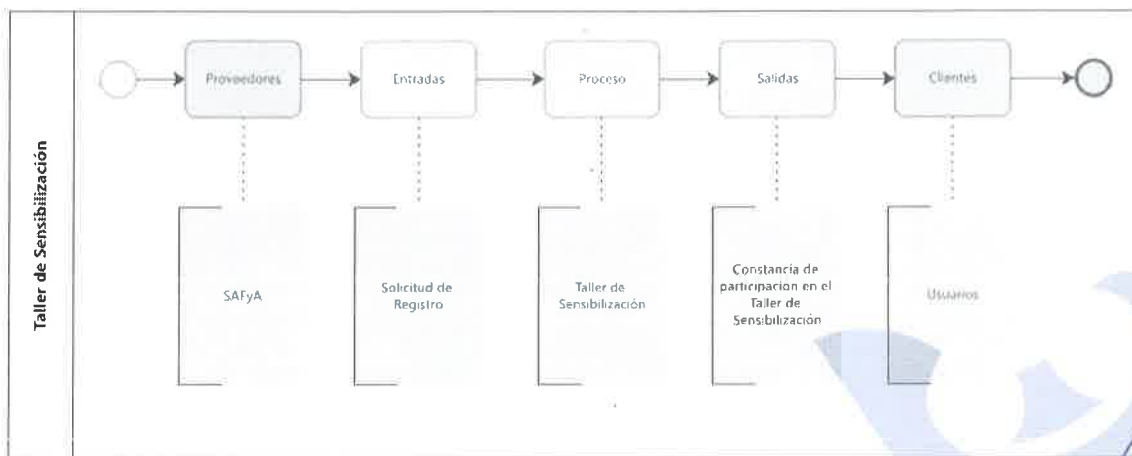 Taller de Sensibilización
Proveedores
Entradas
Proceso
Salidas
Clientes
SAFyA
Solicitud de
Registro
Taller de
Sensibilización
Constancia de
participacion en el
Taller de
Sensibilización
Usuarios